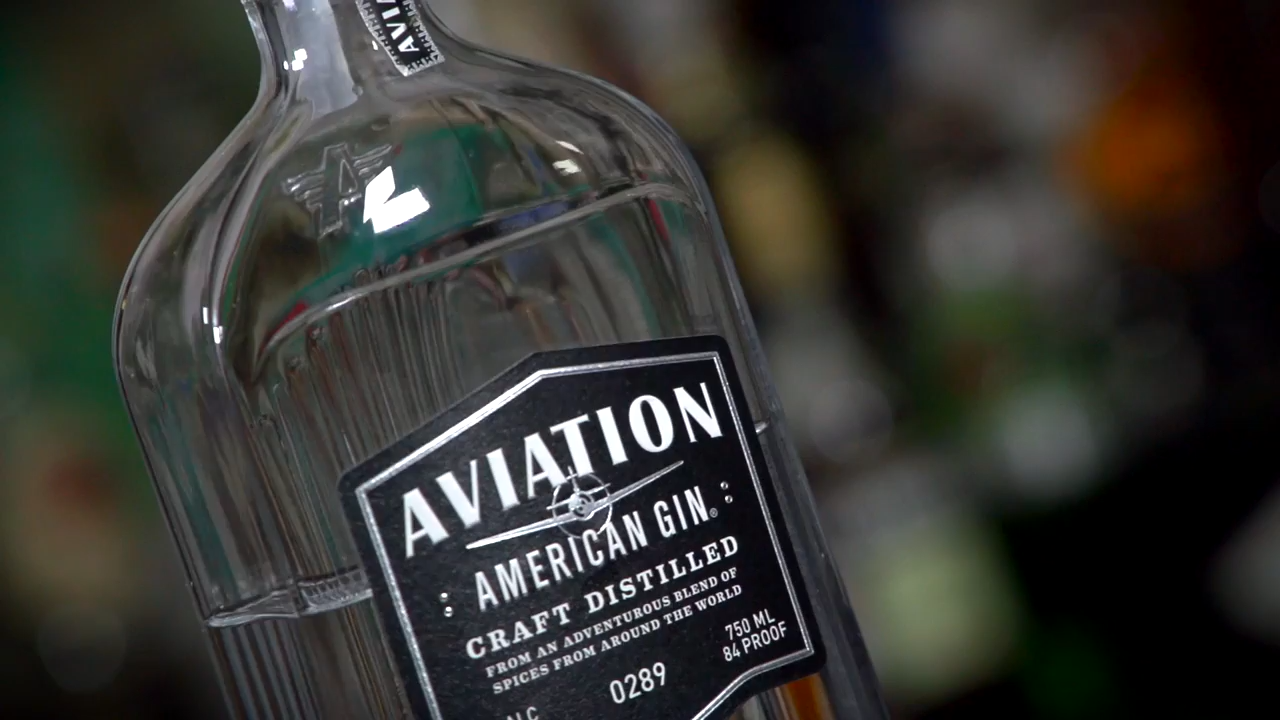 AVIA
AVIATION
AMERICAN GIN®
CRAFT DISTILLED
FROM AN ADVENTUROUS BLEND OF
SPICES FROM AROUND THE WORLD
750 ML
84 PROOF
0289